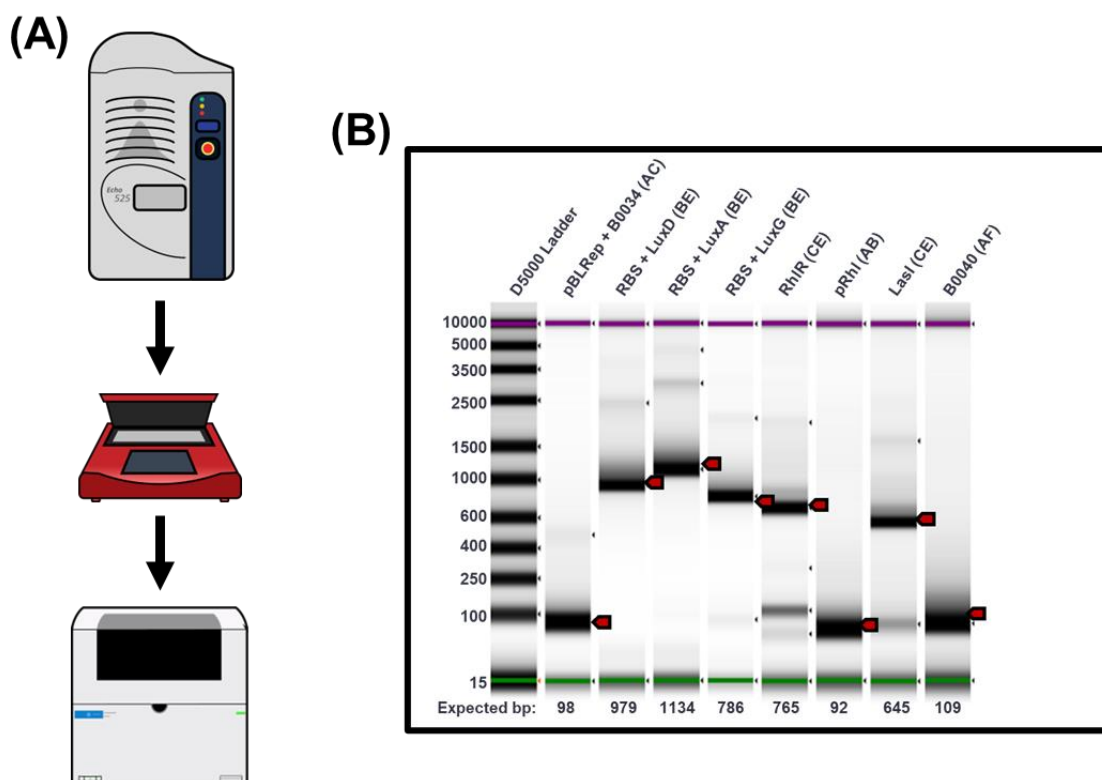 (A)
Echo
525
(B)
D5000 Ladder
pBLRep + B0034 (AC)
RBS + LuxD (BE)
RBS + LuxA (BE)
RBS + LuxG (BE)
RhlR (CE)
pRhl (AB)
LasI (CE)
B0040 (AF)
10000
5000
3500
2500
1500
1000
600
400
250
100
15
Expected bp: 98 979 1134 786 765 92 645 109